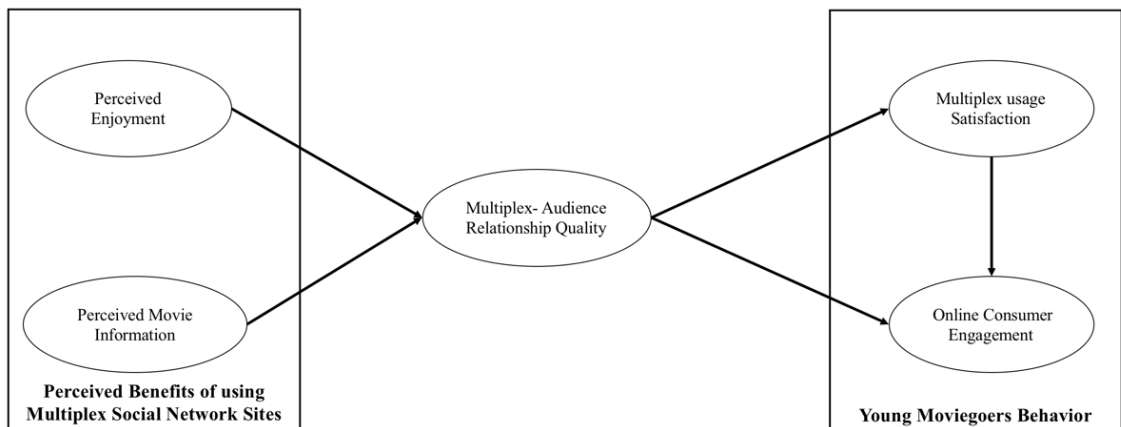 Perceived
Enjoyment
Perceived Movie
Information
Perceived Benefits of using
Multiplex Social Network Sites
Multiplex- Audience
Relationship Quality
Multiplex usage
Satisfaction
Online Consumer
Engagement
Young Moviegoers Behavior